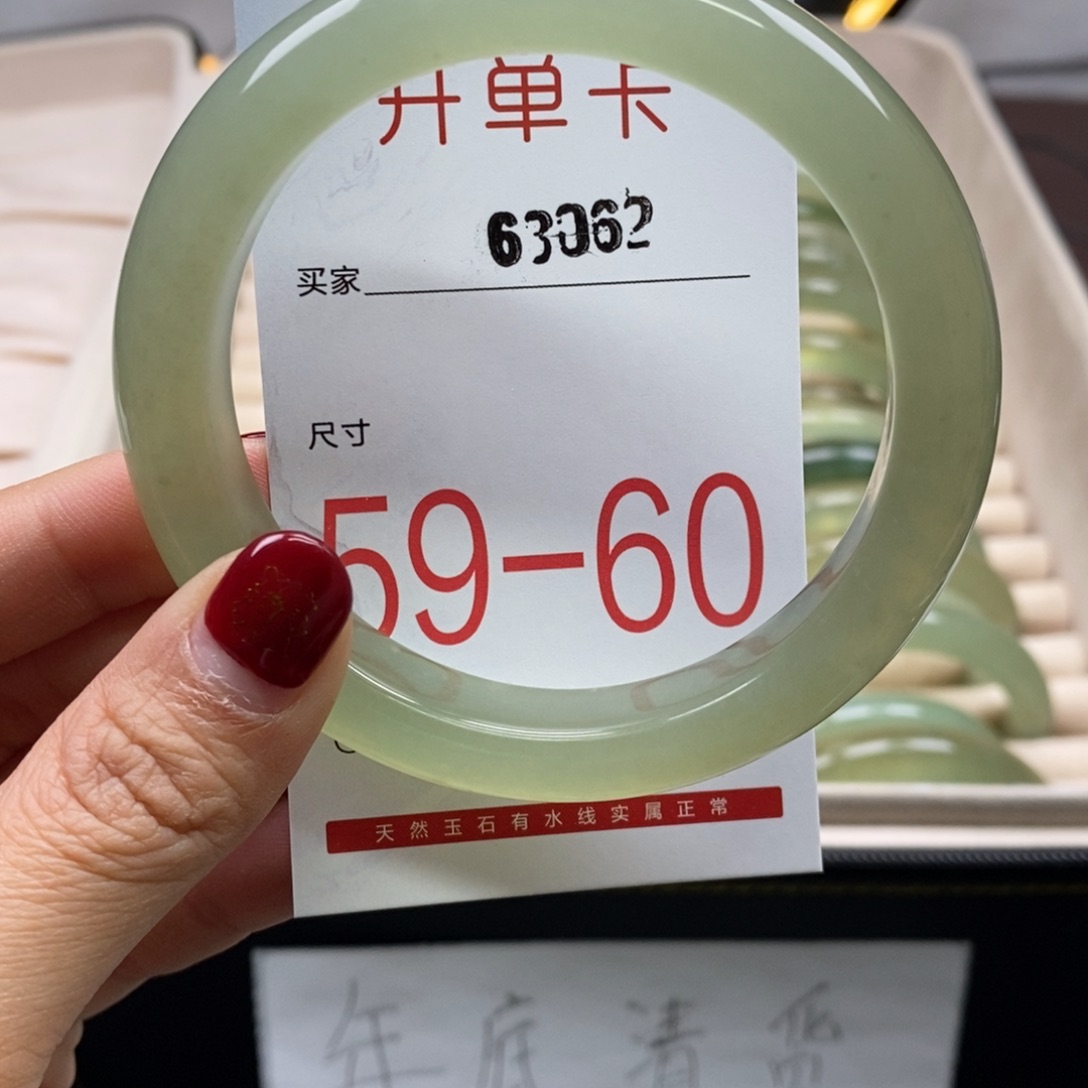 开单卡
63062
买家
尺寸
59-60
天然玉石有水线实属正常
年底清货